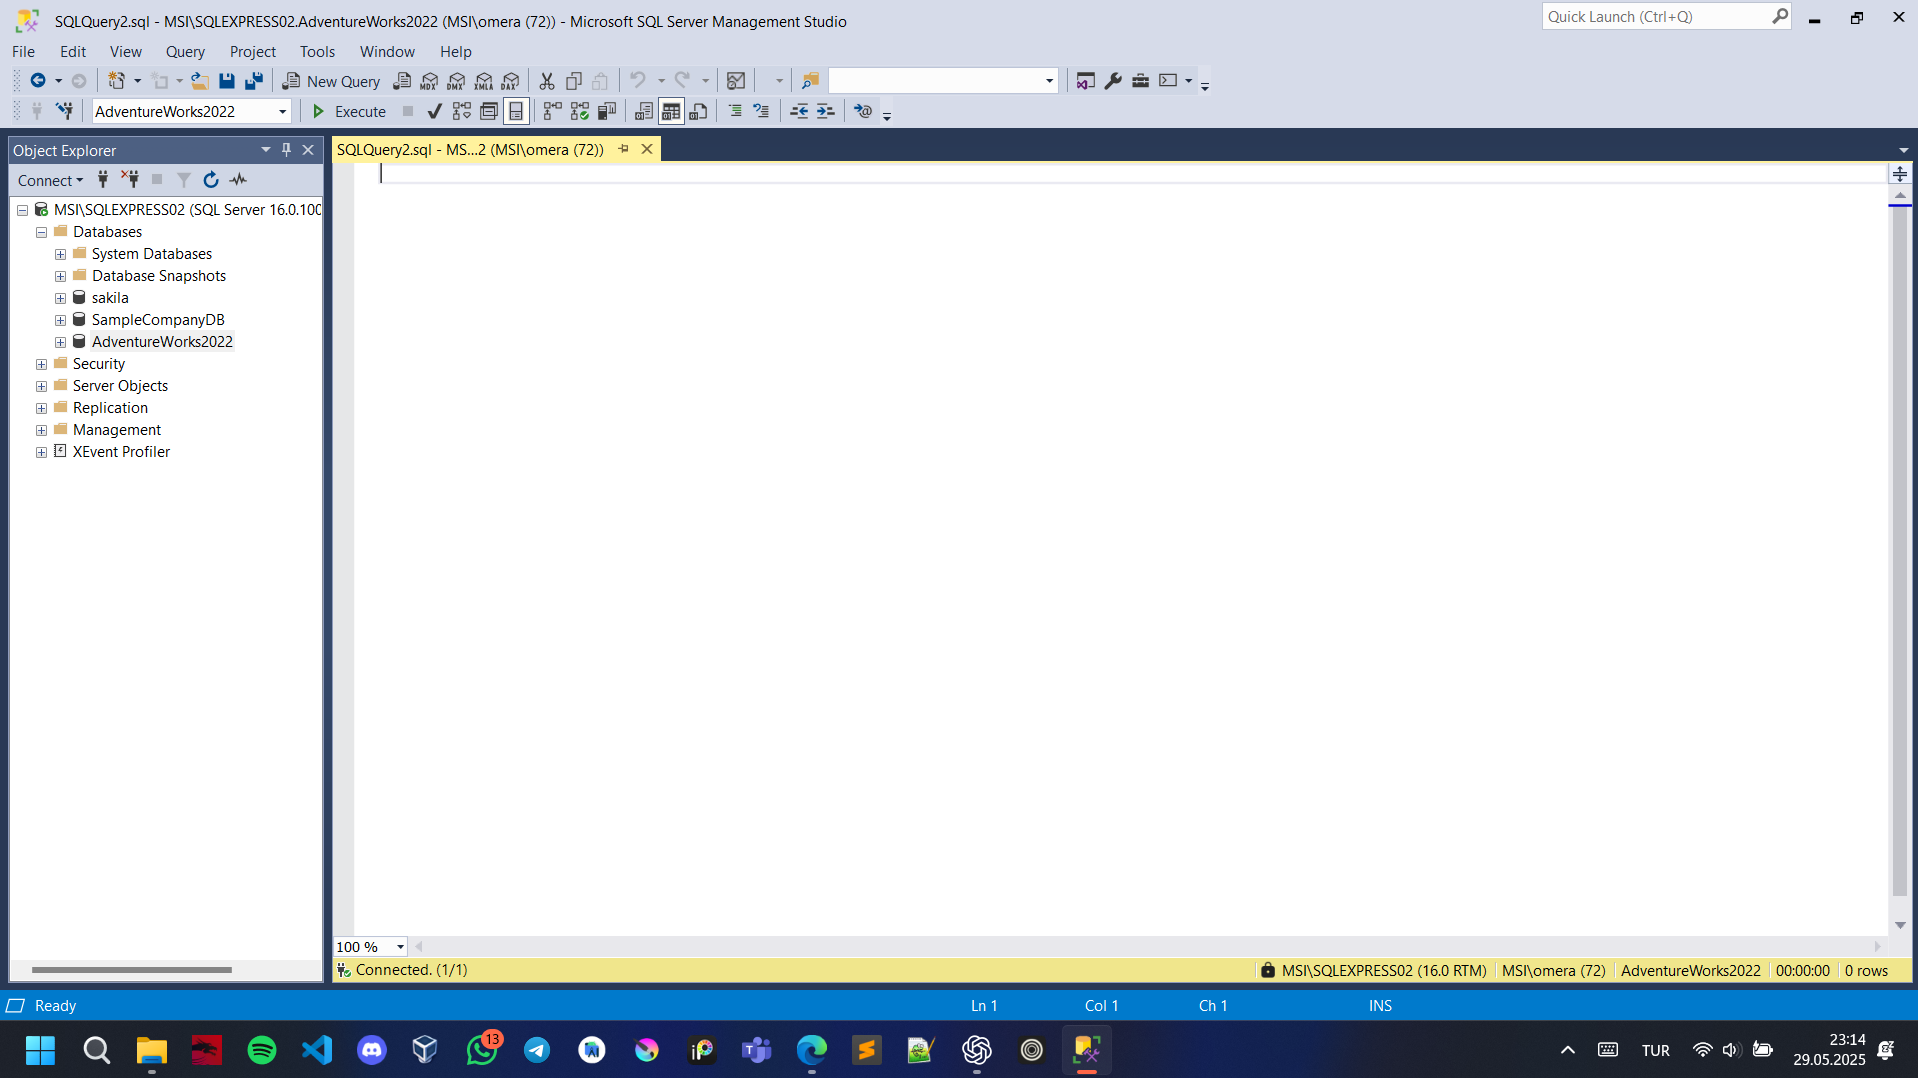 SQLQuery2.sql - MSI\SQLEXPRESS02.AdventureWorks2022 (MSI\omera (72)) - Microsoft SQL Server Management Studio
Quick Launch (Ctrl+Q)
File Edit View Query Project Tools Window Help
New Query MDX DMX XMLA DAX
AdventureWorks2022 Execute
Object Explorer
SQLQuery2.sql - MS...2 (MSI\omera (72))
Connect
MSI\SQLEXPRESS02 (SQL Server 16.0.100
Databases
System Databases
Database Snapshots
sakila
SampleCompanyDB
AdventureWorks2022
Security
Server Objects
Replication
Management
XEvent Profiler
100 %
Connected. (1/1)
MSI\SQLEXPRESS02 (16.0 RTM) MSI\omera (72) AdventureWorks2022 00:00:00 0 rows
Ready
Ln 1 Col 1 Ch 1 INS
13
TUR
23:14
29.05.2025